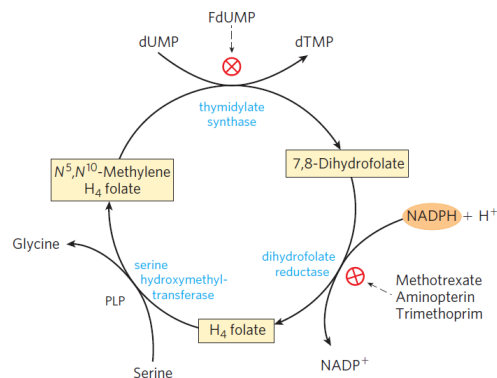 FdUMP
dUMP
dTMP
thymidylate
synthase
N⁵,N¹⁰-Methylene
H₄ folate
7,8-Dihydrofolate
NADPH + H⁺
Glycine
serine
hydroxymethyl-
transferase
dihydrofolate
reductase
Methotrexate
Aminopterin
Trimethoprim
PLP
H₄ folate
NADP⁺
Serine